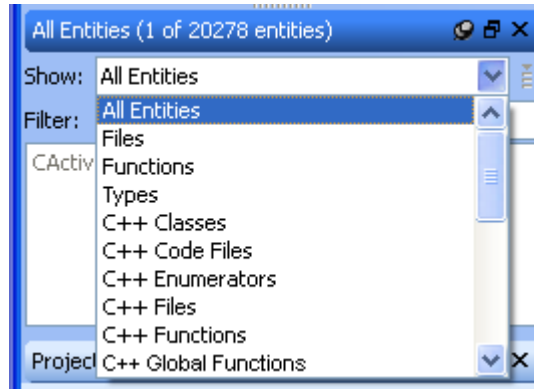 All Entities (1 of 20278 entities)
Show: All Entities
Filter: All Entities
Files
CActiv Functions
Types
C++ Classes
C++ Code Files
C++ Enumerators
C++ Files
C++ Functions
Project C++ Global Functions